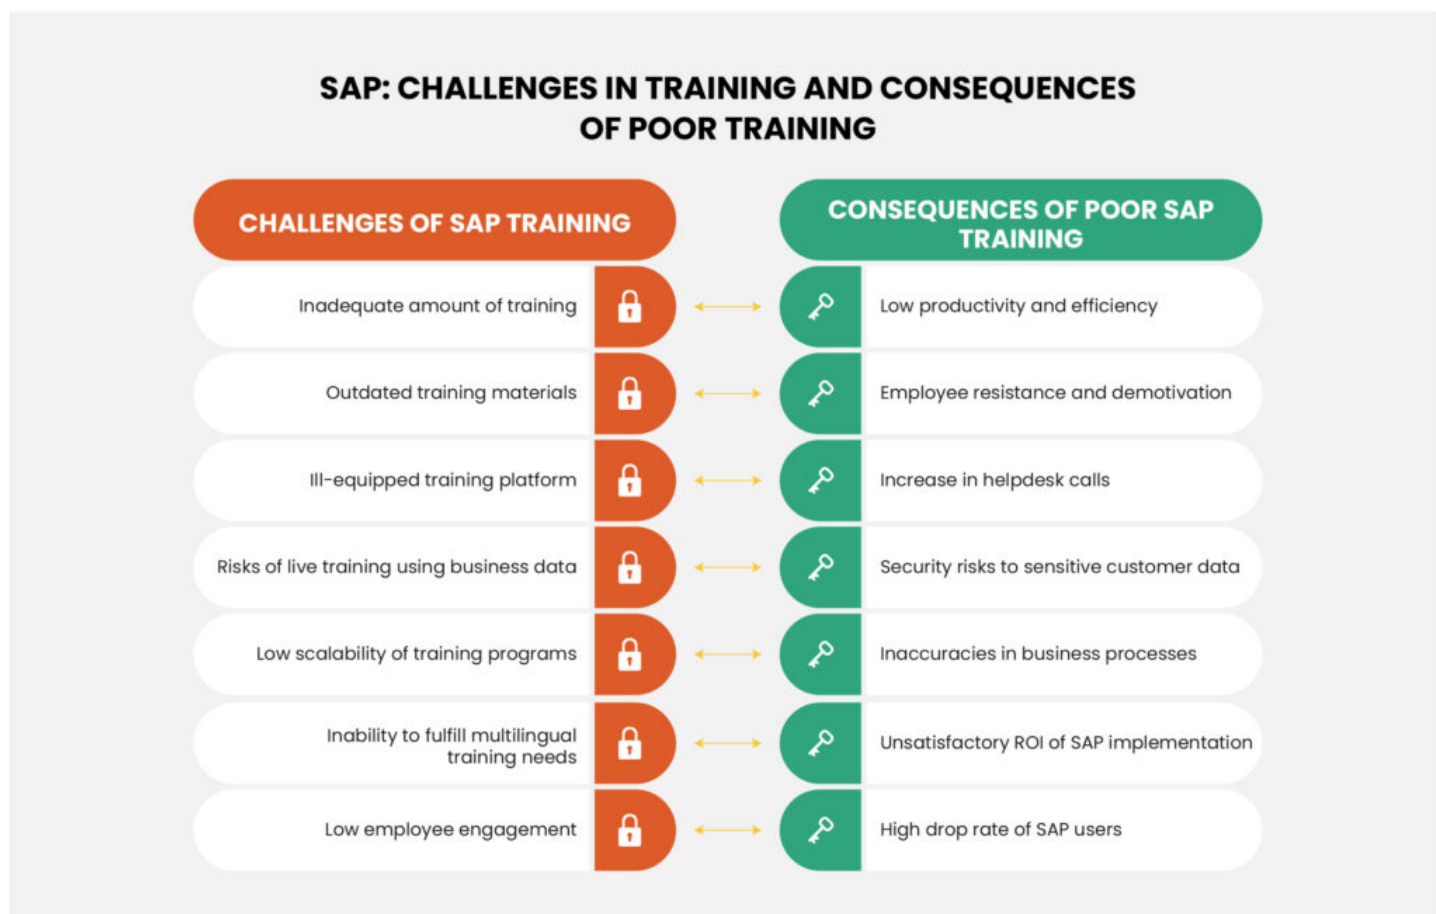 SAP: CHALLENGES IN TRAINING AND CONSEQUENCES
OF POOR TRAINING
CHALLENGES OF SAP TRAINING
CONSEQUENCES OF POOR SAP
TRAINING
Inadequate amount of training
Low productivity and efficiency
Outdated training materials
Employee resistance and demotivation
Ill-equipped training platform
Increase in helpdesk calls
Risks of live training using business data
Security risks to sensitive customer data
Low scalability of training programs
Inaccuracies in business processes
Inability to fulfill multilingual
training needs
Unsatisfactory ROI of SAP implementation
Low employee engagement
High drop rate of SAP users